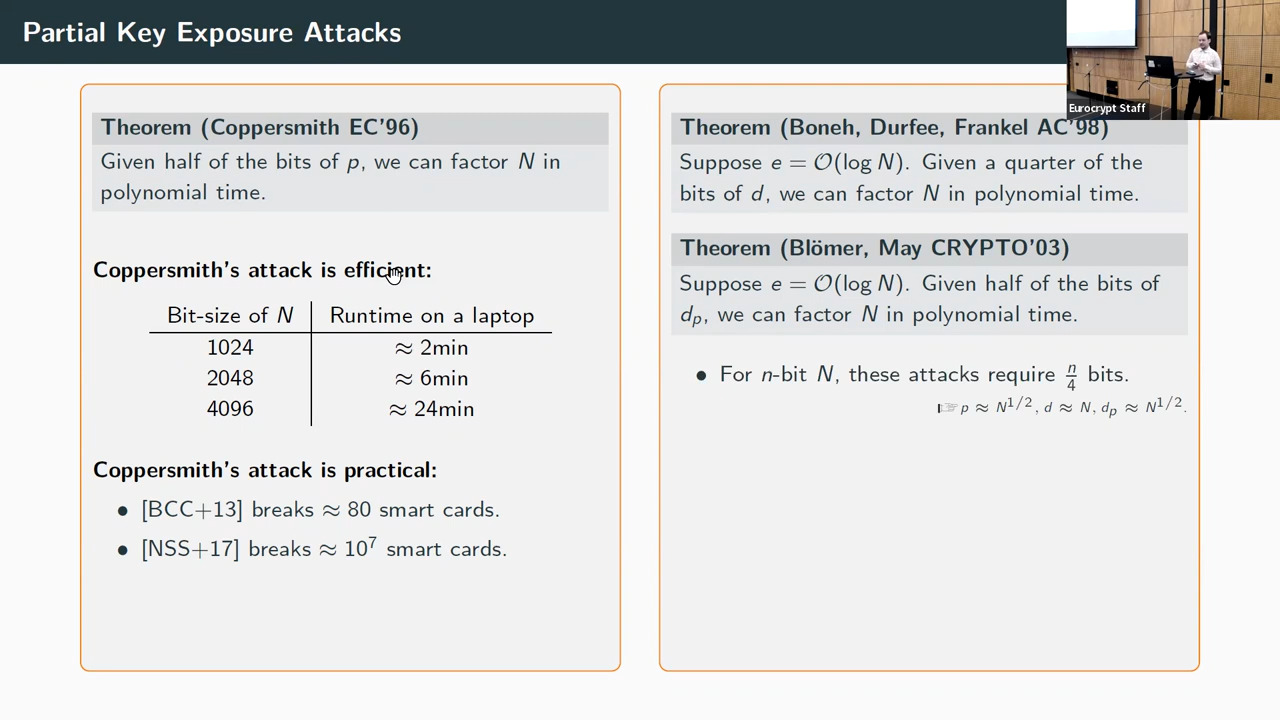 Partial Key Exposure Attacks
Eurocrypt Staff
Theorem (Coppersmith EC'96)
Given half of the bits of p, we can factor N in
polynomial time.
Coppersmith's attack is efficient:
Bit-size of N | Runtime on a laptop
1024 | ≈ 2min
2048 | ≈ 6min
4096 | ≈ 24min
Coppersmith's attack is practical:
• [BCC+13] breaks ≈ 80 smart cards.
• [NSS+17] breaks ≈ 10^7 smart cards.
Theorem (Boneh, Durfee, Frankel AC'98)
Suppose e = O(log N). Given a quarter of the
bits of d, we can factor N in polynomial time.
Theorem (Blömer, May CRYPTO'03)
Suppose e = O(log N). Given half of the bits of
d_p, we can factor N in polynomial time.
• For n-bit N, these attacks require n/4 bits.
☞ p ≈ N^{1/2}, d ≈ N, d_p ≈ N^{1/2}.